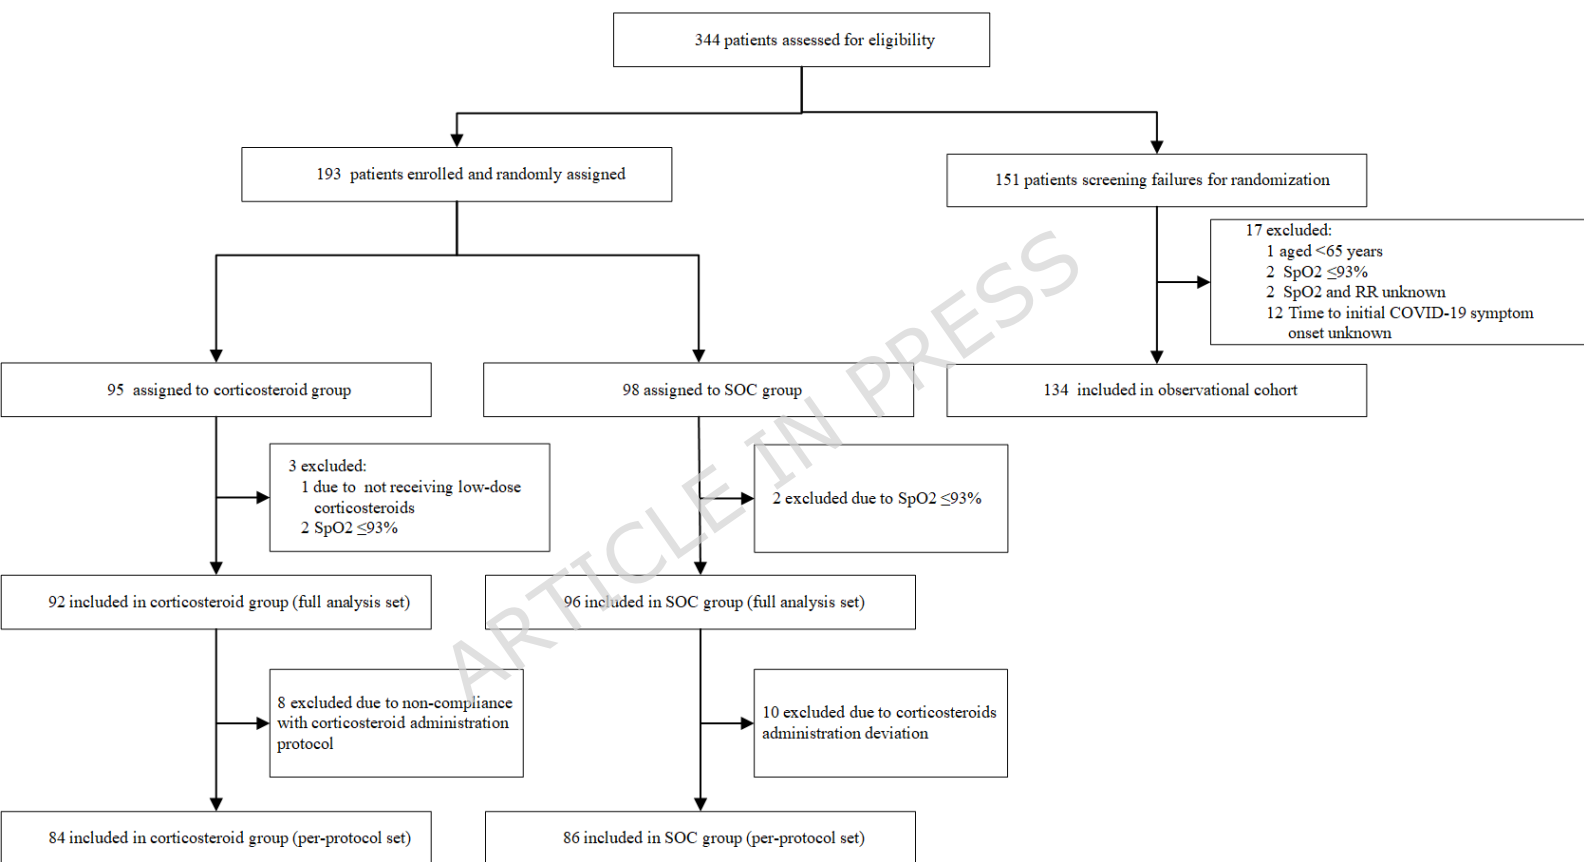 344 patients assessed for eligibility
193 patients enrolled and randomly assigned
151 patients screening failures for randomization
17 excluded:
1 aged <65 years
2 SpO2 ≤93%
2 SpO2 and RR unknown
12 Time to initial COVID-19 symptom
onset unknown
95 assigned to corticosteroid group
98 assigned to SOC group
134 included in observational cohort
3 excluded:
1 due to not receiving low-dose
corticosteroids
2 SpO2 ≤93%
2 excluded due to SpO2 ≤93%
92 included in corticosteroid group (full analysis set)
96 included in SOC group (full analysis set)
8 excluded due to non-compliance
with corticosteroid administration
protocol
10 excluded due to corticosteroids
administration deviation
84 included in corticosteroid group (per-protocol set)
86 included in SOC group (per-protocol set)
ARTICLE IN PRESS